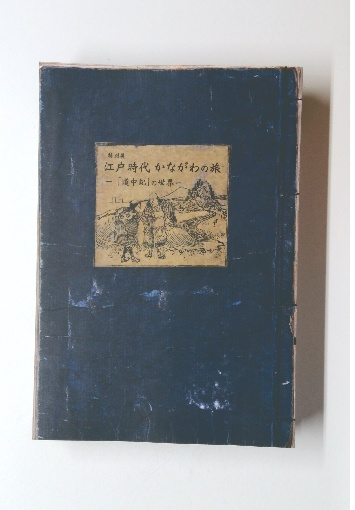 特別展
江戸時代 かながわの旅
―「道中記」の世界―